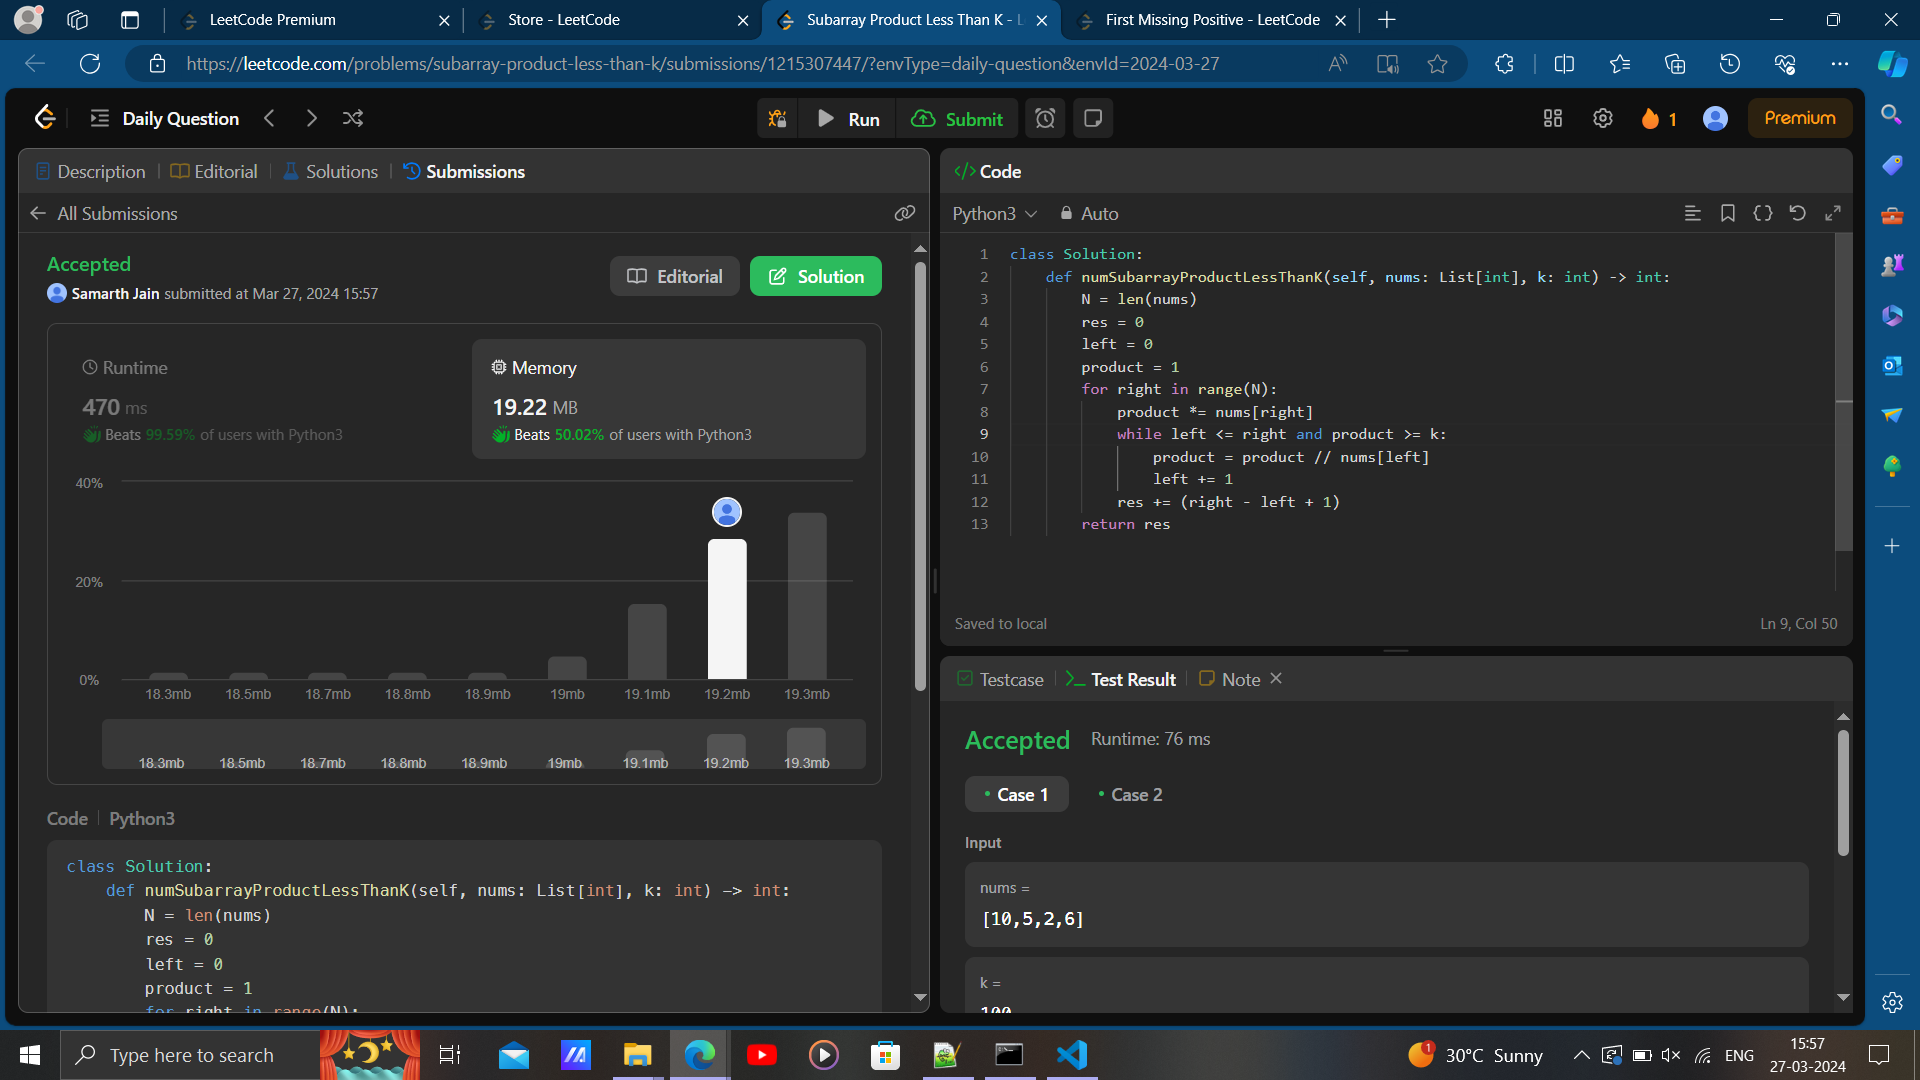 LeetCode Premium
Store - LeetCode
Subarray Product Less Than K - L
First Missing Positive - LeetCode
https://leetcode.com/problems/subarray-product-less-than-k/submissions/1215307447/?envType=daily-question&envId=2024-03-27
Daily Question
Run
Submit
1
Premium
Description
Editorial
Solutions
Submissions
All Submissions
Accepted
Samarth Jain submitted at Mar 27, 2024 15:57
Editorial
Solution
Runtime
470 ms
Beats 99.59% of users with Python3
Memory
19.22 MB
Beats 50.02% of users with Python3
40%
20%
0%
18.3mb 18.5mb 18.7mb 18.8mb 18.9mb 19mb 19.1mb 19.2mb 19.3mb
18.3mb 18.5mb 18.7mb 18.8mb 18.9mb 19mb 19.1mb 19.2mb 19.3mb
Code | Python3
class Solution:
    def numSubarrayProductLessThanK(self, nums: List[int], k: int) -> int:
        N = len(nums)
        res = 0
        left = 0
        product = 1
        for right in range(N):
Code
Python3
Auto
1 class Solution:
2     def numSubarrayProductLessThanK(self, nums: List[int], k: int) -> int:
3         N = len(nums)
4         res = 0
5         left = 0
6         product = 1
7         for right in range(N):
8             product *= nums[right]
9             while left <= right and product >= k:
10                 product = product // nums[left]
11                 left += 1
12             res += (right - left + 1)
13         return res
Saved to local
Ln 9, Col 50
Testcase
Test Result
Note
Accepted
Runtime: 76 ms
Case 1
Case 2
Input
nums =
[10,5,2,6]
k =
100
Type here to search
1
30°C Sunny
ENG
15:57
27-03-2024